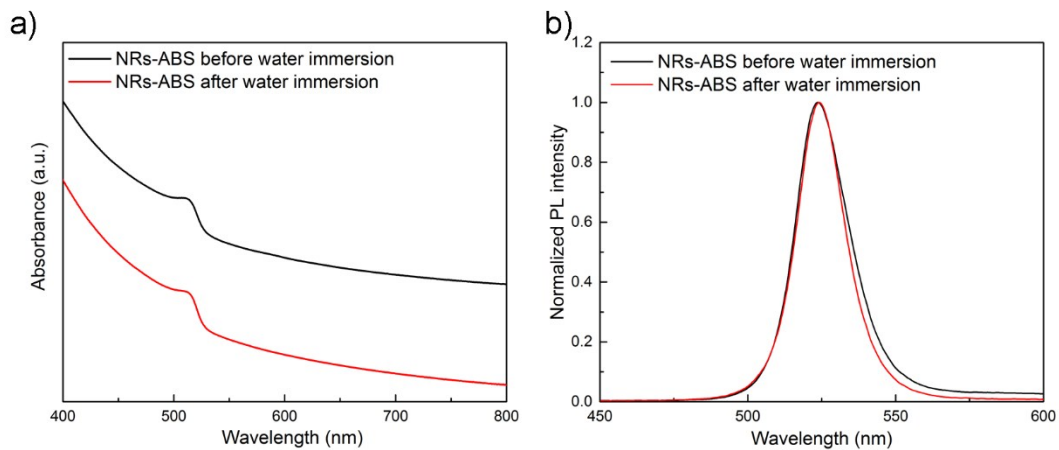 a)
NRs-ABS before water immersion
NRs-ABS after water immersion
Absorbance (a.u.)
400 500 600 700 800
Wavelength (nm)
b)
NRs-ABS before water immersion
NRs-ABS after water immersion
Normalized PL intensity
1.2
1.0
0.8
0.6
0.4
0.2
0.0
450 500 550 600
Wavelength (nm)